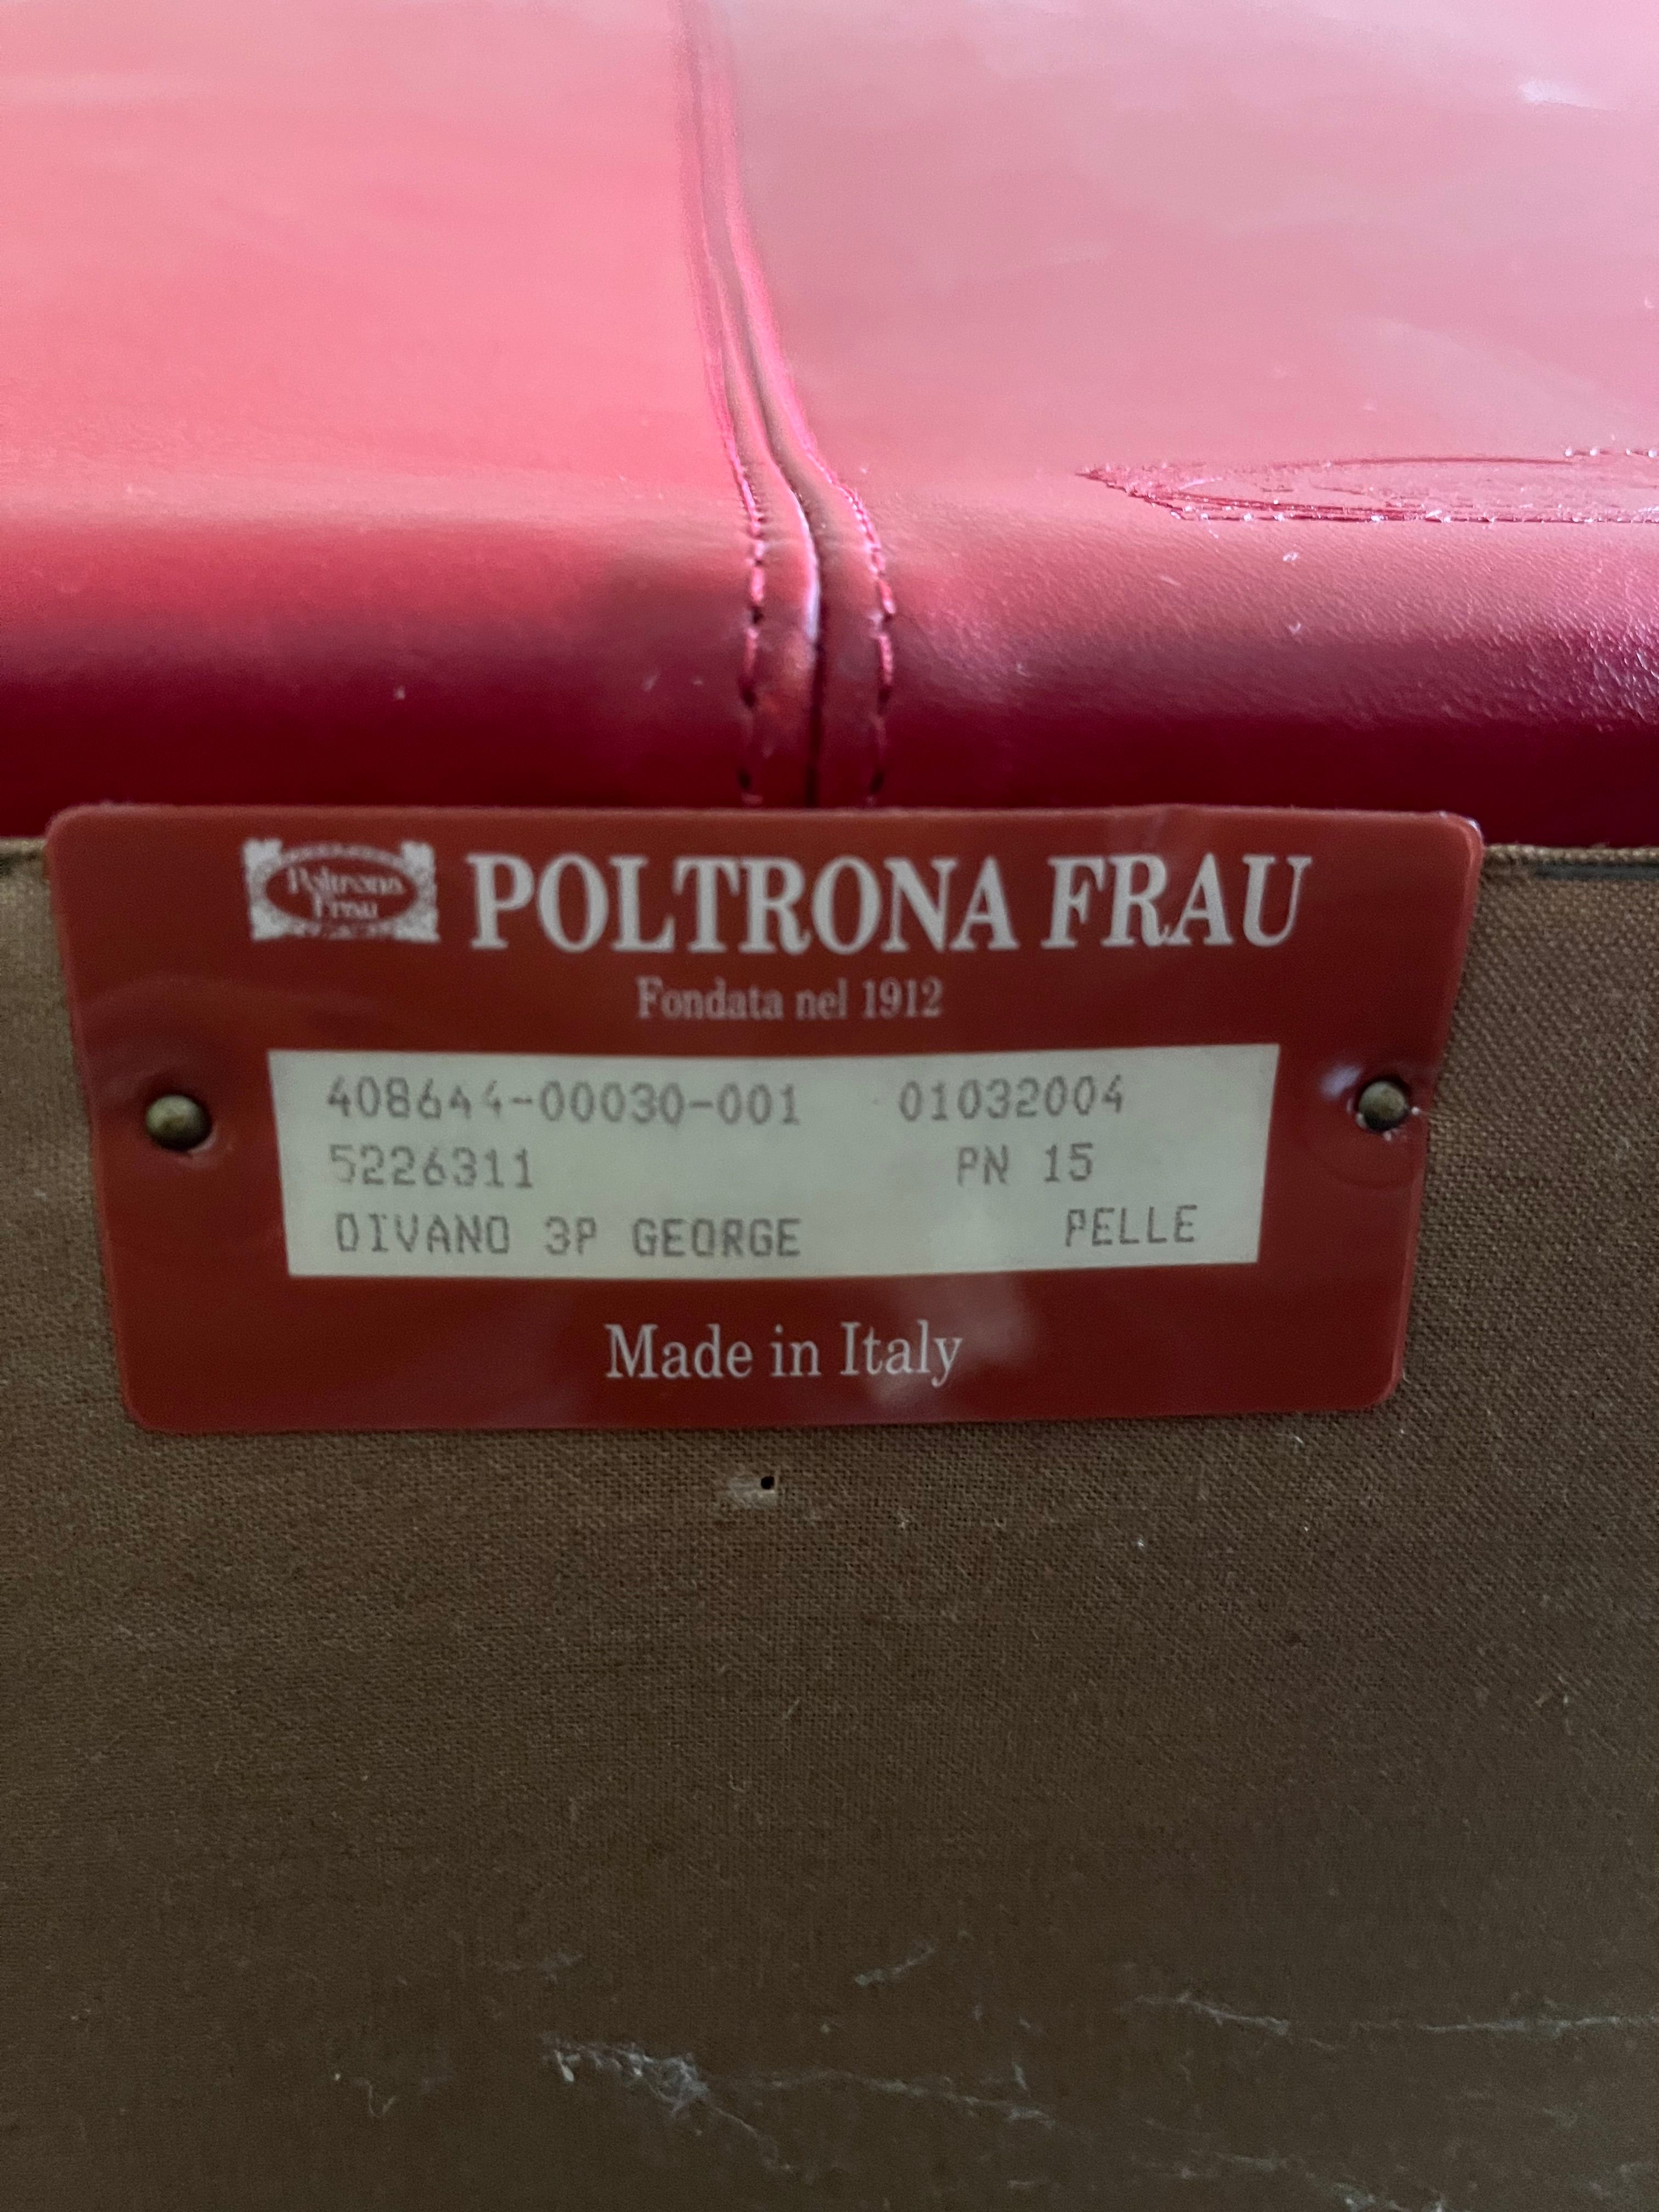 Poltrona
Frau
POLTRONA FRAU
Fondata nel 1912
408644-00030-001 01032004
5226311 PN 15
DIVANO 3P GEORGE PELLE
Made in Italy